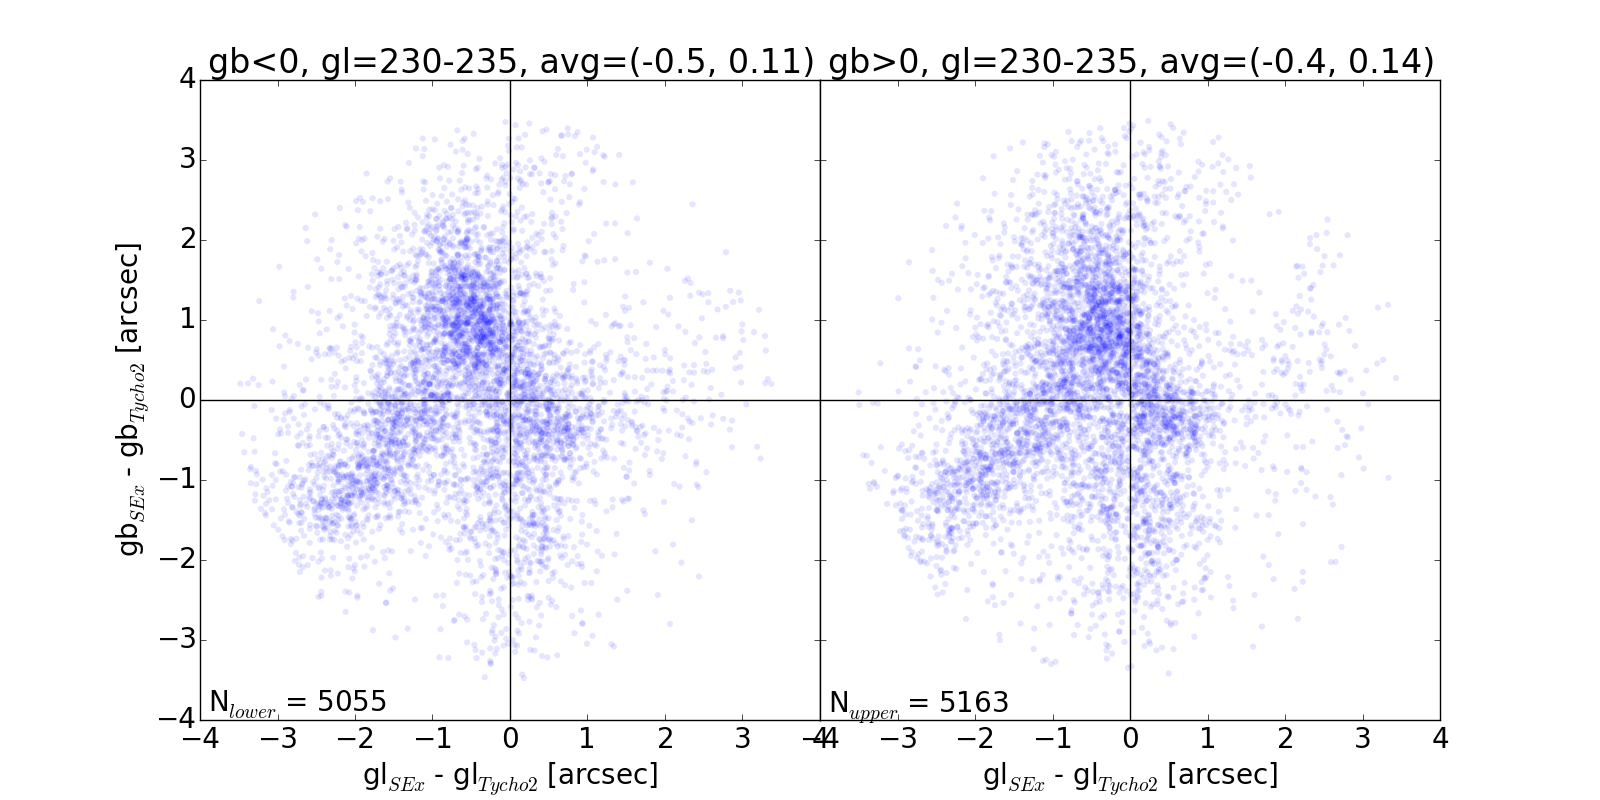 gb<0, gl=230-235, avg=(-0.5, 0.11) gb>0, gl=230-235, avg=(-0.4, 0.14)
4
3
2
1
0
−1
−2
−3
−4
gb_SEx - gb_Tycho2 [arcsec]
N_lower = 5055
N_upper = 5163
−4 −3 −2 −1 0 1 2 3 4
−4 −3 −2 −1 0 1 2 3 4
gl_SEx - gl_Tycho2 [arcsec]
gl_SEx - gl_Tycho2 [arcsec]